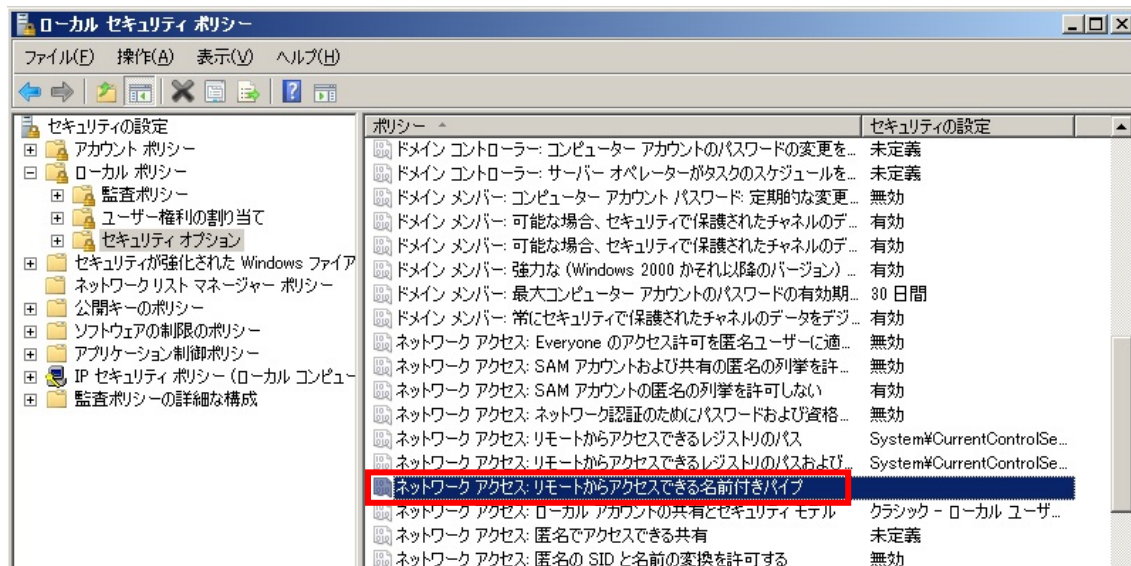 ローカル セキュリティ ポリシー
ファイル(F) 操作(A) 表示(V) ヘルプ(H)
セキュリティの設定
アカウント ポリシー
ローカル ポリシー
監査ポリシー
ユーザー権利の割り当て
セキュリティ オプション
セキュリティが強化された Windows ファイア
ネットワーク リスト マネージャー ポリシー
公開キーのポリシー
ソフトウェアの制限のポリシー
アプリケーション制御ポリシー
IP セキュリティ ポリシー (ローカル コンピュー
監査ポリシーの詳細な構成
ポリシー セキュリティの設定
ドメイン コントローラー: コンピューター アカウントのパスワードの変更を... 未定義
ドメイン コントローラー: サーバー オペレーターがタスクのスケジュールを... 未定義
ドメイン メンバー: コンピューター アカウント パスワード: 定期的な変更... 無効
ドメイン メンバー: 可能な場合、セキュリティで保護されたチャネルのデ... 有効
ドメイン メンバー: 可能な場合、セキュリティで保護されたチャネルのデ... 有効
ドメイン メンバー: 強力な (Windows 2000 かそれ以降のバージョン) ... 有効
ドメイン メンバー: 最大コンピューター アカウントのパスワードの有効期... 30 日間
ドメイン メンバー: 常にセキュリティで保護されたチャネルのデータをデジ... 有効
ネットワーク アクセス: Everyone のアクセス許可を匿名ユーザーに適... 無効
ネットワーク アクセス: SAM アカウントおよび共有の匿名の列挙を許... 無効
ネットワーク アクセス: SAM アカウントの匿名の列挙を許可しない 有効
ネットワーク アクセス: ネットワーク認証のためにパスワードおよび資格... 無効
ネットワーク アクセス: リモートからアクセスできるレジストリのパス System¥CurrentControlSe...
ネットワーク アクセス: リモートからアクセスできるレジストリのパスおよび... System¥CurrentControlSe...
ネットワーク アクセス: リモートからアクセスできる名前付きパイプ
ネットワーク アクセス: ローカル アカウントの共有とセキュリティ モデル クラシック - ローカル ユーザ...
ネットワーク アクセス: 匿名でアクセスできる共有 未定義
ネットワーク アクセス: 匿名の SID と名前の変換を許可する 無効